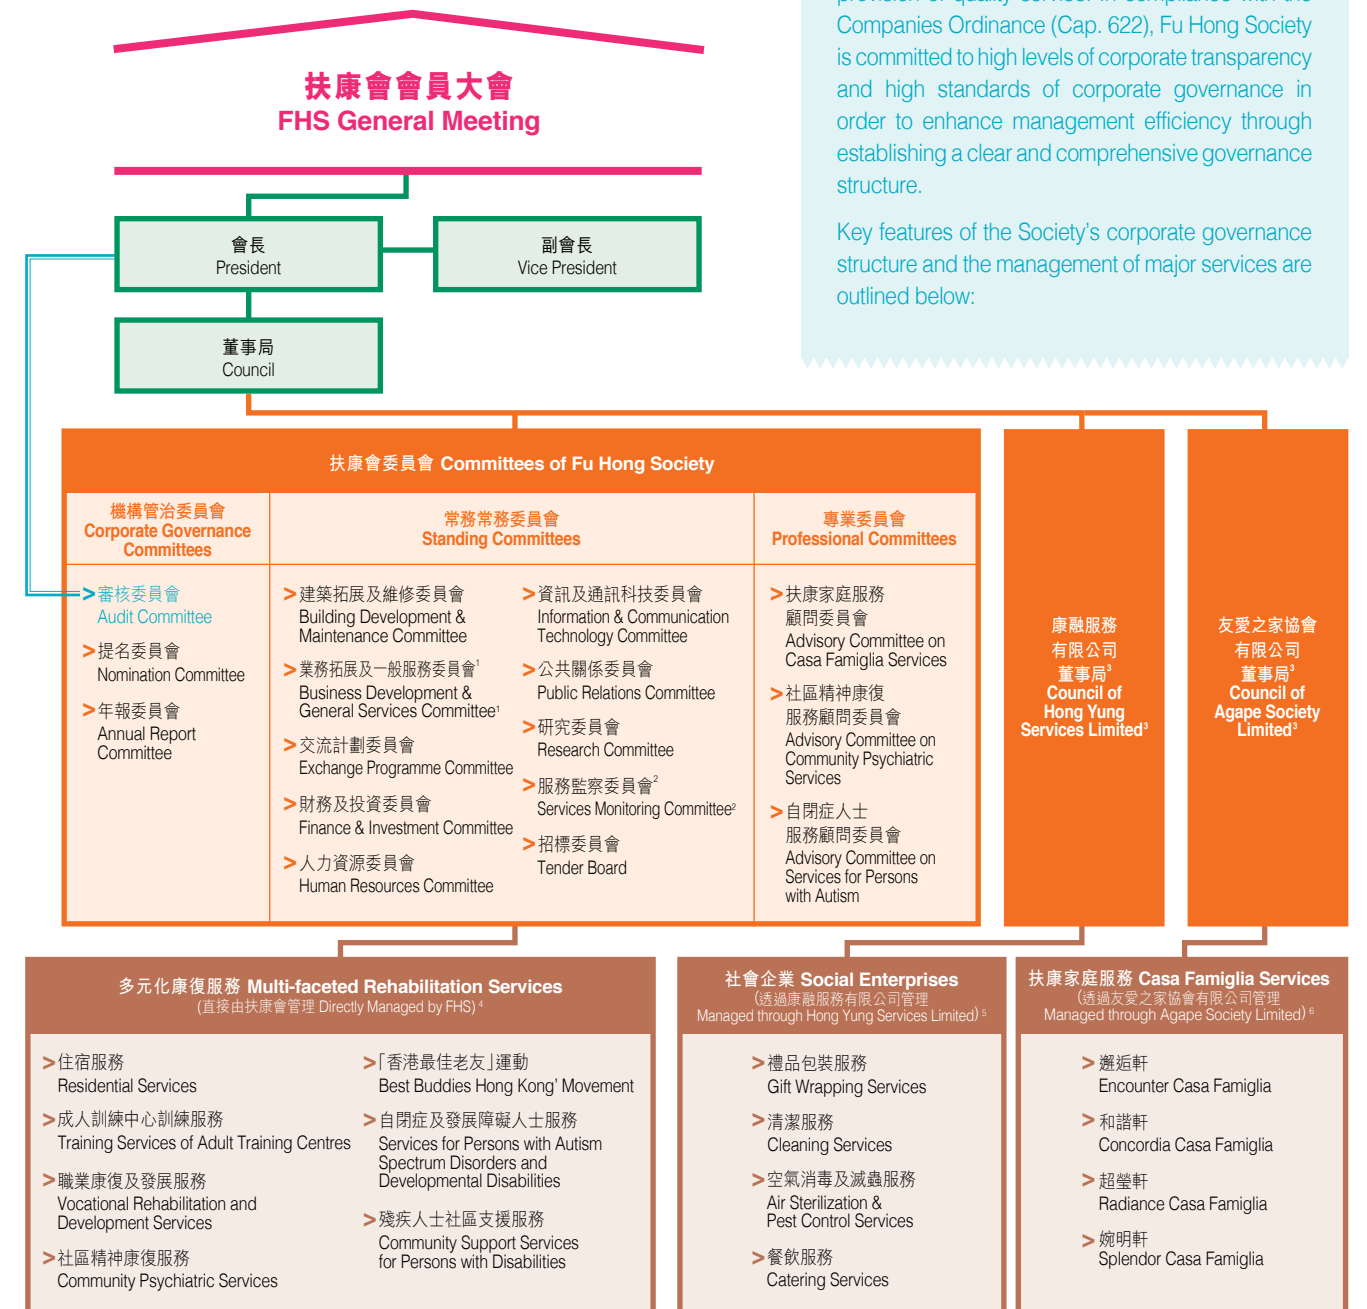 provision of quality service. In compliance with the
Companies Ordinance (Cap. 622), Fu Hong Society
is committed to high levels of corporate transparency
and high standards of corporate governance in
order to enhance management efficiency through
establishing a clear and comprehensive governance
structure.
Key features of the Society’s corporate governance
structure and the management of major services are
outlined below:
扶康會會員大會
FHS General Meeting
會長
President
副會長
Vice President
董事局
Council
扶康會委員會 Committees of Fu Hong Society
機構管治委員會
Corporate Governance
Committees
>審核委員會
Audit Committee
>提名委員會
Nomination Committee
>年報委員會
Annual Report
Committee
常務常務委員會
Standing Committees
>建築拓展及維修委員會
Building Development &
Maintenance Committee
>業務拓展及一般服務委員會¹
Business Development &
General Services Committee¹
>交流計劃委員會
Exchange Programme Committee
>財務及投資委員會
Finance & Investment Committee
>人力資源委員會
Human Resources Committee
>資訊及通訊科技委員會
Information & Communication
Technology Committee
>公共關係委員會
Public Relations Committee
>研究委員會
Research Committee
>服務監察委員會²
Services Monitoring Committee²
>招標委員會
Tender Board
專業委員會
Professional Committees
>扶康家庭服務
顧問委員會
Advisory Committee on
Casa Famiglia Services
>社區精神康復
服務顧問委員會
Advisory Committee on
Community Psychiatric
Services
>自閉症人士
服務顧問委員會
Advisory Committee on
Services for Persons
with Autism
康融服務
有限公司
董事局³
Council of
Hong Yung
Services Limited³
友愛之家協會
有限公司
董事局³
Council of
Agape Society
Limited³
多元化康復服務 Multi-faceted Rehabilitation Services
(直接由扶康會管理 Directly Managed by FHS) ⁴
>住宿服務
Residential Services
>成人訓練中心訓練服務
Training Services of Adult Training Centres
>職業康復及發展服務
Vocational Rehabilitation and
Development Services
>社區精神康復服務
Community Psychiatric Services
>「香港最佳老友」運動
Best Buddies Hong Kong’ Movement
>自閉症及發展障礙人士服務
Services for Persons with Autism
Spectrum Disorders and
Developmental Disabilities
>殘疾人士社區支援服務
Community Support Services
for Persons with Disabilities
社會企業 Social Enterprises
(透過康融服務有限公司管理
Managed through Hong Yung Services Limited) ⁵
>禮品包裝服務
Gift Wrapping Services
>清潔服務
Cleaning Services
>空氣消毒及滅蟲服務
Air Sterilization &
Pest Control Services
>餐飲服務
Catering Services
扶康家庭服務 Casa Famiglia Services
(透過友愛之家協會有限公司管理
Managed through Agape Society Limited) ⁶
>邂逅軒
Encounter Casa Famiglia
>和諧軒
Concordia Casa Famiglia
>超瑩軒
Radiance Casa Famiglia
>婉明軒
Splendor Casa Famiglia